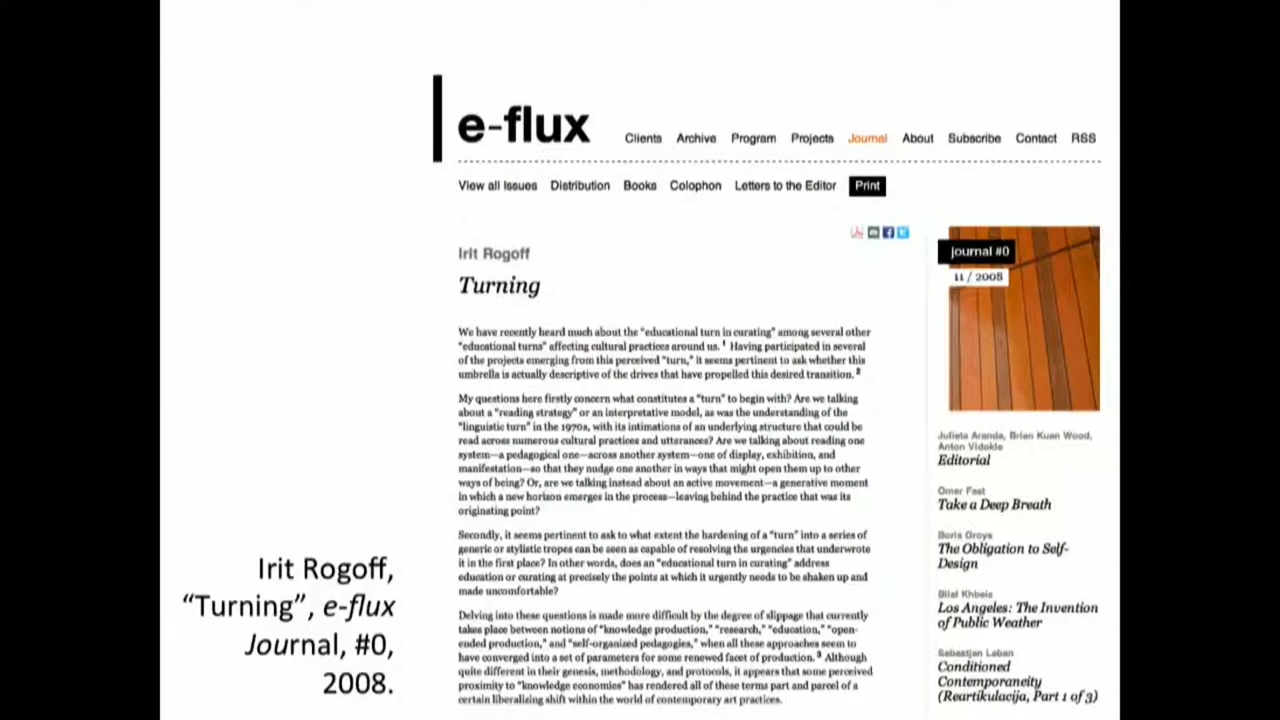 e-flux
Clients Archive Program Projects Journal About Subscribe Contact RSS
View all Issues Distribution Books Colophon Letters to the Editor Print
Irit Rogoff
Turning
We have recently heard much about the "educational turn in curating" among several other
"educational turns" affecting cultural practices around us. 1 Having participated in several
of the projects emerging from this perceived "turn," it seems pertinent to ask whether this
umbrella is actually descriptive of the drives that have propelled this desired transition. 2
My questions here firstly concern what constitutes a "turn" to begin with? Are we talking
about a "reading strategy" or an interpretative model, as was the understanding of the
"linguistic turn" in the 1970s, with its intimations of an underlying structure that could be
read across numerous cultural practices and utterances? Are we talking about reading one
system—a pedagogical one—across another system—one of display, exhibition, and
manifestation—so that they nudge one another in ways that might open them up to other
ways of being? Or, are we talking instead about an active movement—a generative moment
in which a new horizon emerges in the process—leaving behind the practice that was its
originating point?
Secondly, it seems pertinent to ask to what extent the hardening of a "turn" into a series of
generic or stylistic tropes can be seen as capable of resolving the urgencies that underwrote
it in the first place? In other words, does an "educational turn in curating" address
education or curating at precisely the points at which it urgently needs to be shaken up and
made uncomfortable?
Delving into these questions is made more difficult by the degree of slippage that currently
takes place between notions of "knowledge production," "research," "education," "open-
ended production," and "self-organized pedagogies," when all these approaches seem to
have converged into a set of parameters for some renewed facet of production. 3 Although
quite different in their genesis, methodology, and protocols, it appears that some perceived
proximity to "knowledge economies" has rendered all of these terms part and parcel of a
certain liberalizing shift within the world of contemporary art practices.
journal #0
11 / 2008
Julieta Aranda, Brian Kuan Wood,
Anton Vidokle
Editorial
Omer Fast
Take a Deep Breath
Boris Groys
The Obligation to Self-
Design
Bilal Khbeiz
Los Angeles: The Invention
of Public Weather
Sebastjan Leban
Conditioned
Contemporaneity
(Reartikulacija, Part 1 of 3)
Irit Rogoff,
“Turning”, e-flux
Journal, #0,
2008.